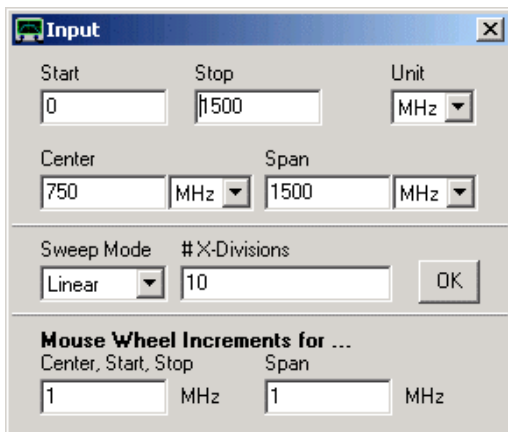 Input
Start Stop Unit
0 1500 MHz
Center Span
750 MHz 1500 MHz
Sweep Mode # X-Divisions
Linear 10 OK
Mouse Wheel Increments for ...
Center, Start, Stop Span
1 MHz 1 MHz